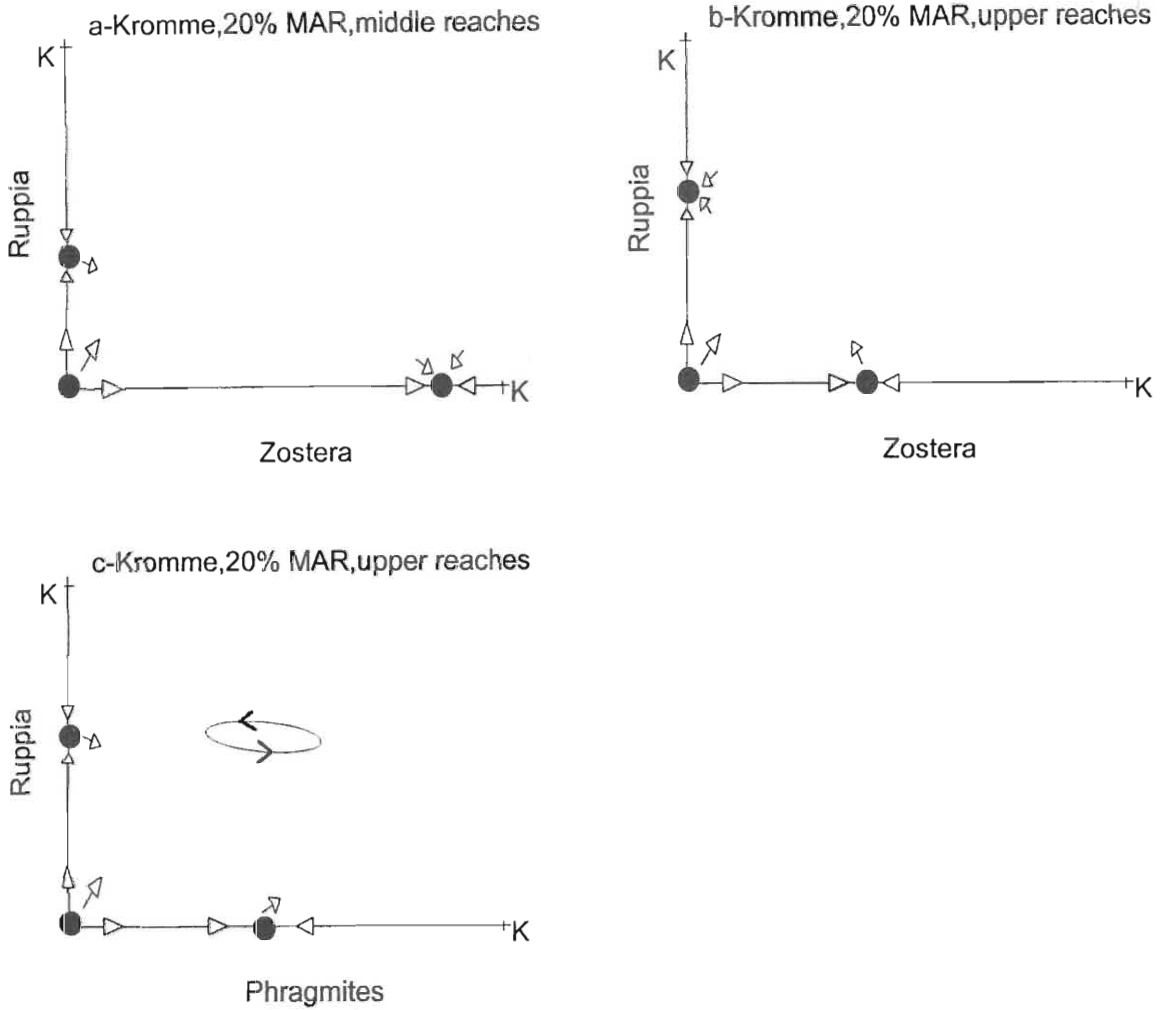 a-Kromme,20% MAR,middle reaches
K
Ruppia
K
Zostera
b-Kromme,20% MAR,upper reaches
K
Ruppia
K
Zostera
c-Kromme,20% MAR,upper reaches
K
Ruppia
K
Phragmites